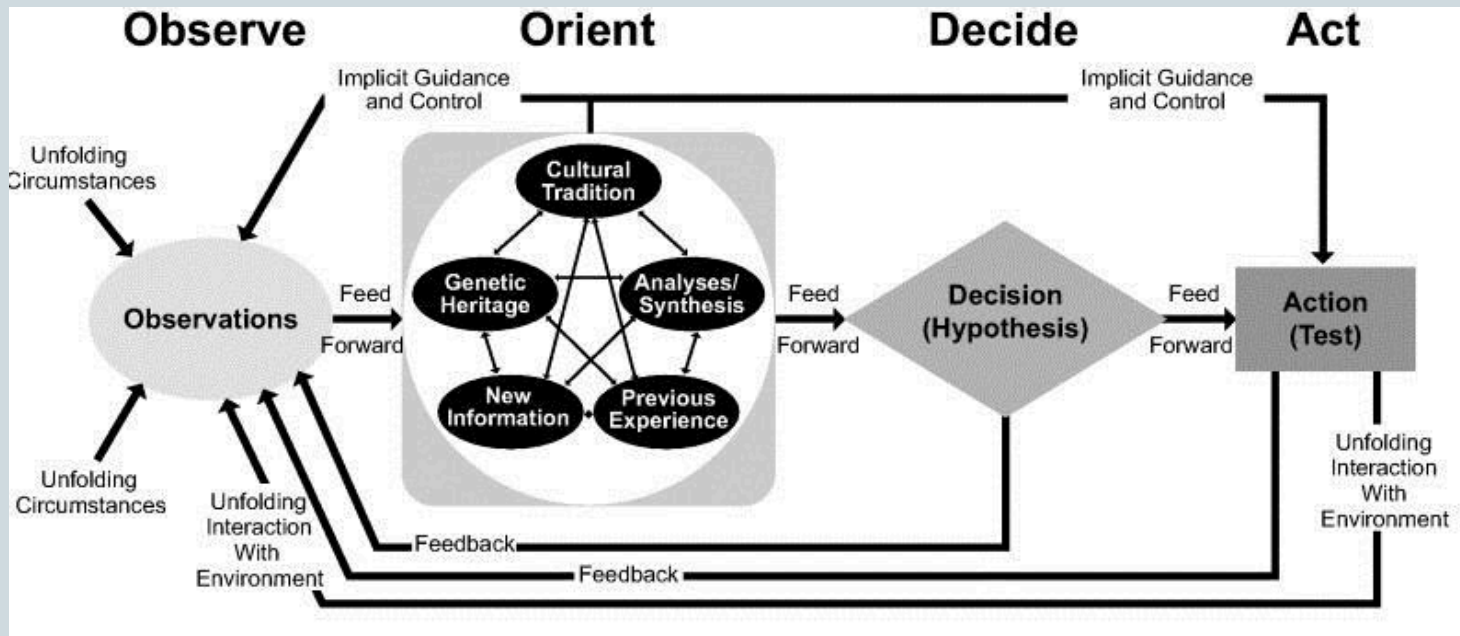 Observe
Orient
Decide
Act
Implicit Guidance
and Control
Implicit Guidance
and Control
Unfolding
Circumstances
Cultural
Tradition
Genetic
Heritage
Analyses/
Synthesis
New
Information
Previous
Experience
Observations
Feed
Forward
Feed
Forward
Decision
(Hypothesis)
Feed
Forward
Action
(Test)
Unfolding
Circumstances
Unfolding
Interaction
With
Environment
Unfolding
Interaction
With
Environment
Feedback
Feedback